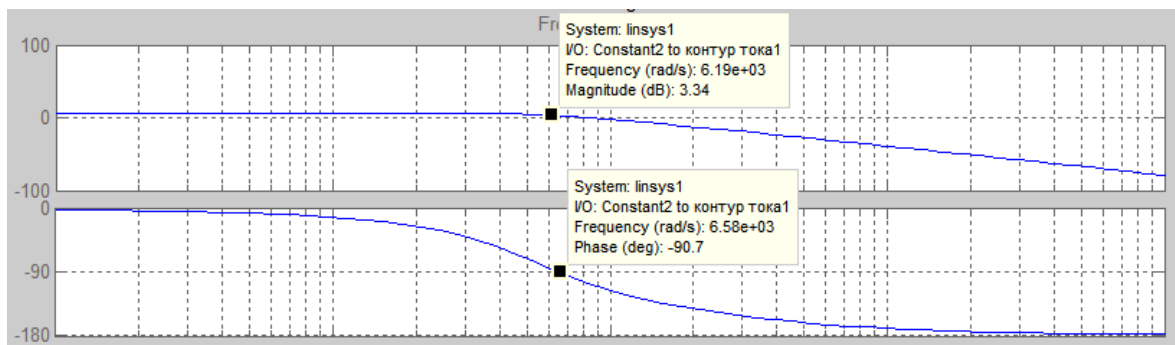 System: linsys1
I/O: Constant2 to контур тока1
Frequency (rad/s): 6.19e+03
Magnitude (dB): 3.34
100
0
-100
System: linsys1
I/O: Constant2 to контур тока1
Frequency (rad/s): 6.58e+03
Phase (deg): -90.7
0
-90
-180